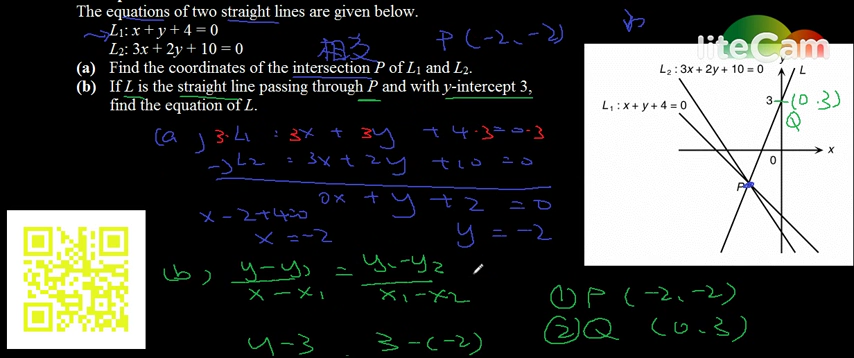 The equations of two straight lines are given below.
L₁: x + y + 4 = 0
L₂: 3x + 2y + 10 = 0
(a) Find the coordinates of the intersection P of L₁ and L₂.
(b) If L is the straight line passing through P and with y-intercept 3,
find the equation of L.
相交
P (-2, -2)
(a) 3·L₁ : 3x + 3y + 4·3 = 0·3
-) L2 : 3x + 2y + 10 = 0
0x + y + 2 = 0
x - 2 + 4 = 0
x = -2
y = -2
(b) (y - y₁)/(x - x₁) = (y₁ - y₂)/(x₁ - x₂)
y - 3
3 - (-2)
① P (-2, -2)
② Q (0, 3)
liteCam
y
L₂ : 3x + 2y + 10 = 0
L
L₁ : x + y + 4 = 0
3
(0, 3)
Q
0
x
P